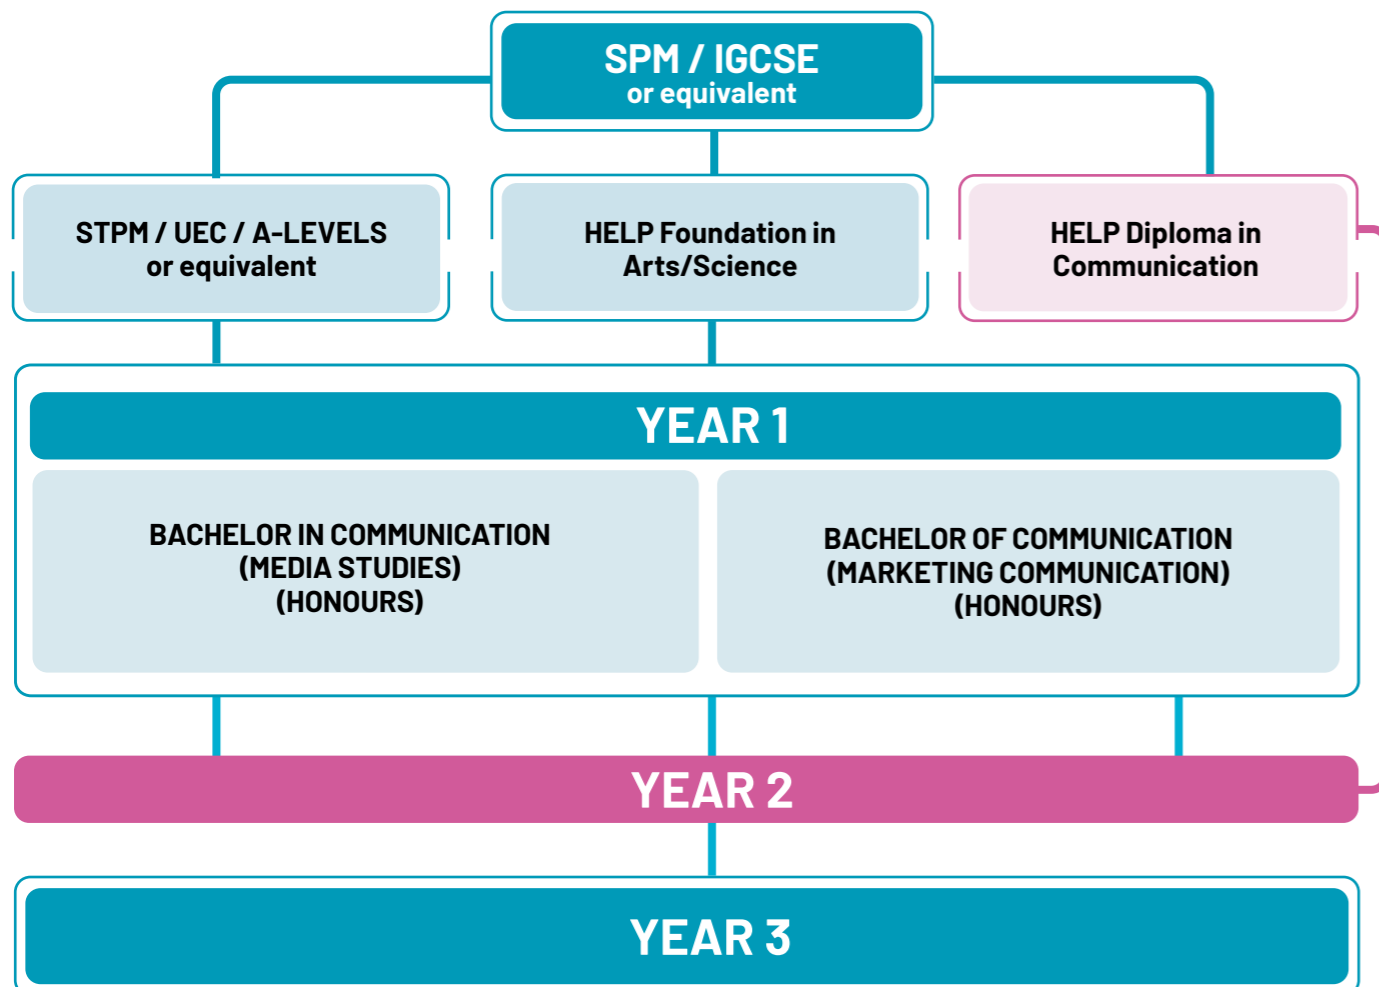 SPM / IGCSE
or equivalent
STPM / UEC / A-LEVELS
or equivalent
HELP Foundation in
Arts/Science
HELP Diploma in
Communication
YEAR 1
BACHELOR IN COMMUNICATION
(MEDIA STUDIES)
(HONOURS)
BACHELOR OF COMMUNICATION
(MARKETING COMMUNICATION)
(HONOURS)
YEAR 2
YEAR 3